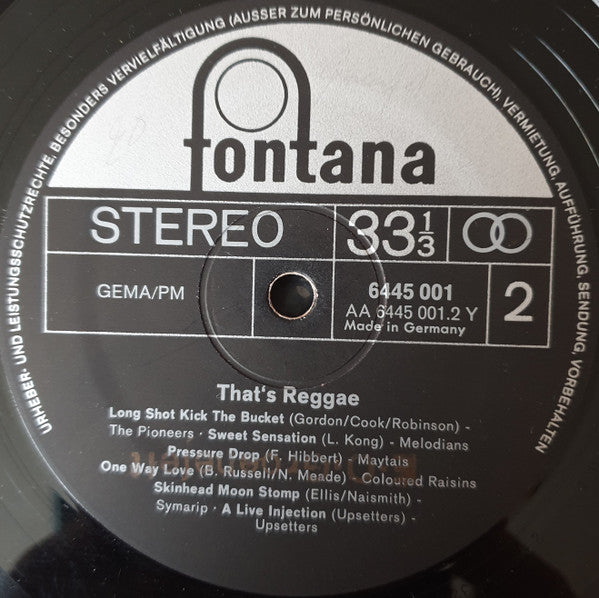 URHEBER- UND LEISTUNGSSCHUTZRECHTE, BESONDERS VERVIELFÄLTIGUNG (AUSSER ZUM PERSÖNLICHEN GEBRAUCH), VERMIETUNG, AUFFÜHRUNG, SENDUNG, VORBEHALTEN
fontana
STEREO 33 1/3
GEMA/PM 6445 001 2
AA 6445 001.2 Y
Made in Germany
That's Reggae
Long Shot Kick The Bucket (Gordon/Cook/Robinson) -
The Pioneers · Sweet Sensation (L. Kong) - Melodians
Pressure Drop (F. Hibbert) - Maytals
One Way Love (B. Russell/N. Meade) - Coloured Raisins
Skinhead Moon Stomp (Ellis/Naismith) -
Symarip · A Live Injection (Upsetters) -
Upsetters